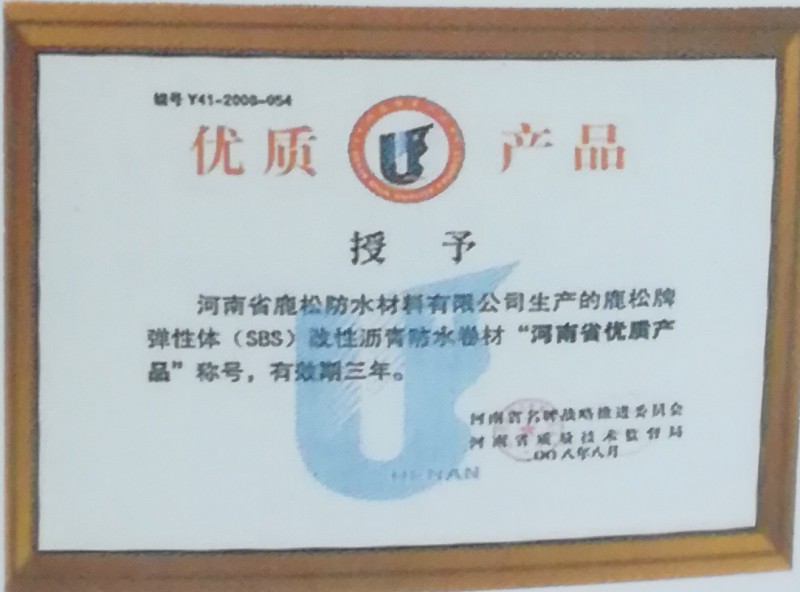 编号 Y41-2008-054
优质 产品
授 予
河南省鹿松防水材料有限公司生产的鹿松牌
弹性体（SBS）改性沥青防水卷材“河南省优质产
品”称号，有效期三年。
河南省名牌战略推进委员会
河南省质量技术监督局
二〇〇八年八月
HENAN